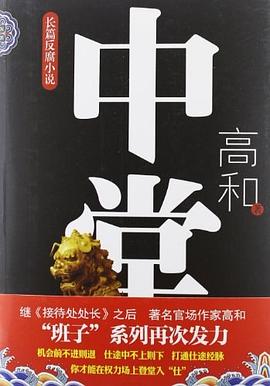 长篇反腐小说
中堂
高和 著
继《接待处处长》之后 著名官场作家高和
“班子”系列再次发力
机会前不进则退 仕途中不上则下 打通仕途经脉
你才能在权力场上登堂入“仕”